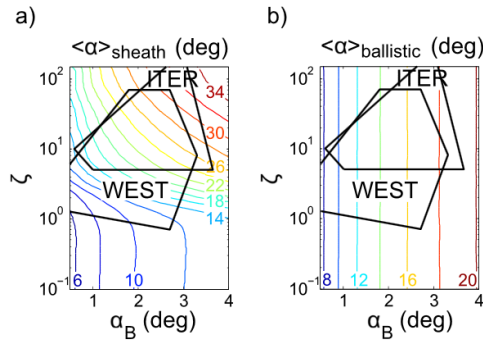 a)
<α>sheath (deg)
10²
10¹
10⁰
10⁻¹
ζ
ITER
WEST
34
30
26
22
18
14
6
10
1
2
3
4
αB (deg)
b)
<α>ballistic (deg)
10²
10¹
10⁰
10⁻¹
ζ
ITER
WEST
8
12
16
20
1
2
3
4
αB (deg)